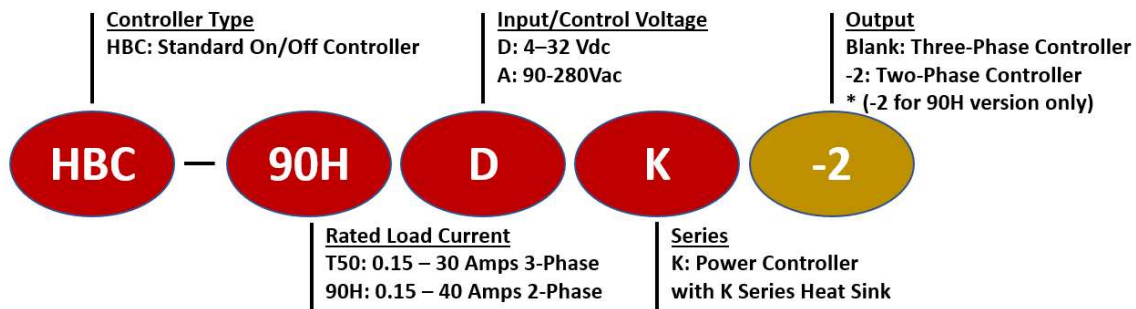 Controller Type
HBC: Standard On/Off Controller
Input/Control Voltage
D: 4–32 Vdc
A: 90-280Vac
Output
Blank: Three-Phase Controller
-2: Two-Phase Controller
* (-2 for 90H version only)
HBC – 90H D K -2
Rated Load Current
T50: 0.15 – 30 Amps 3-Phase
90H: 0.15 – 40 Amps 2-Phase
Series
K: Power Controller
with K Series Heat Sink